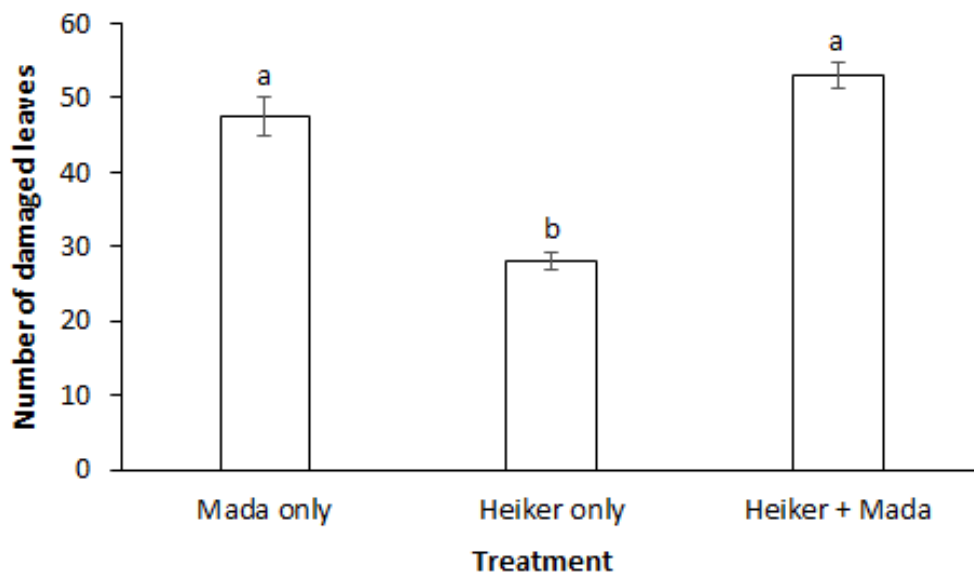 Number of damaged leaves
60
50
40
30
20
10
0
a
b
a
Mada only
Heiker only
Heiker + Mada
Treatment